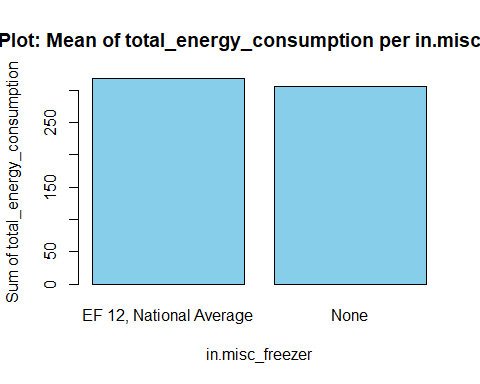 Plot: Mean of total_energy_consumption per in.misc
Sum of total_energy_consumption
250
150
50
0
EF 12, National Average
None
in.misc_freezer